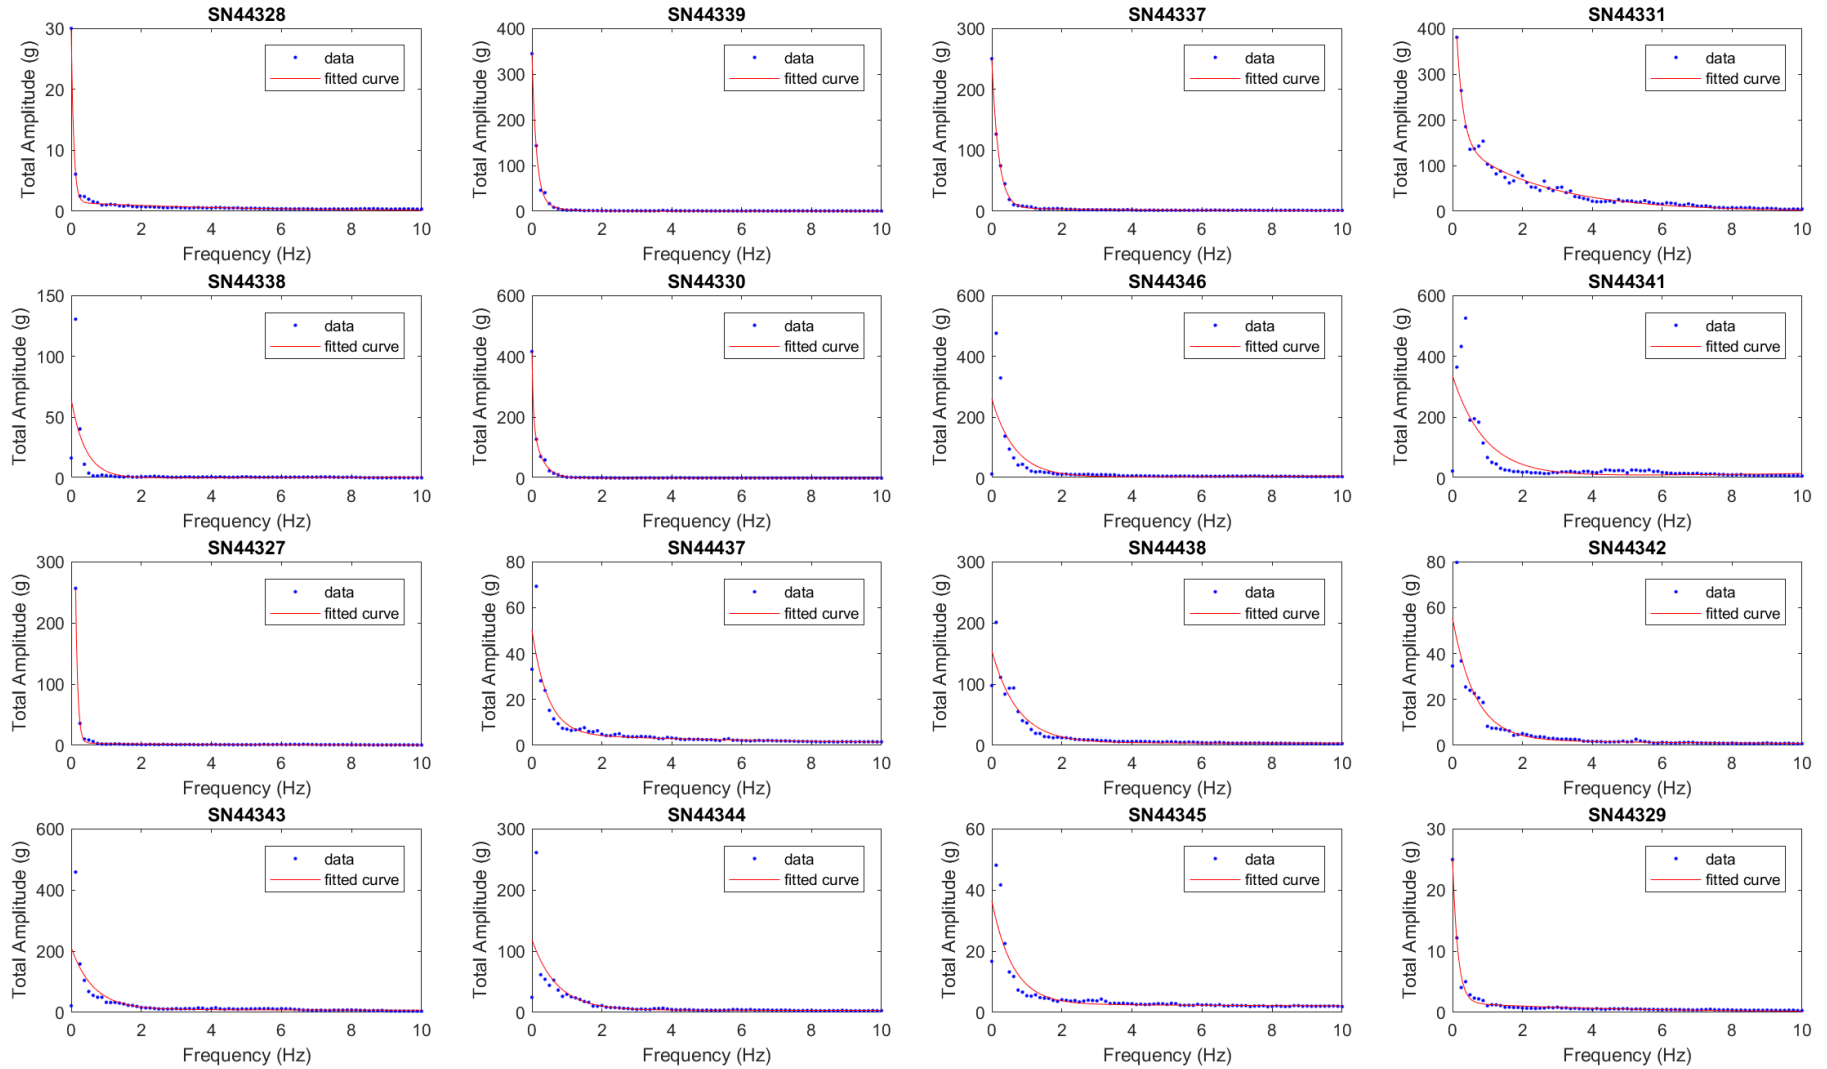 SN44328
30
20
10
0
0 2 4 6 8 10
Total Amplitude (g)
Frequency (Hz)
data
fitted curve
SN44339
400
300
200
100
0
0 2 4 6 8 10
Total Amplitude (g)
Frequency (Hz)
data
fitted curve
SN44337
300
200
100
0
0 2 4 6 8 10
Total Amplitude (g)
Frequency (Hz)
data
fitted curve
SN44331
400
300
200
100
0
0 2 4 6 8 10
Total Amplitude (g)
Frequency (Hz)
data
fitted curve
SN44338
150
100
50
0
0 2 4 6 8 10
Total Amplitude (g)
Frequency (Hz)
data
fitted curve
SN44330
600
400
200
0
0 2 4 6 8 10
Total Amplitude (g)
Frequency (Hz)
data
fitted curve
SN44346
600
400
200
0
0 2 4 6 8 10
Total Amplitude (g)
Frequency (Hz)
data
fitted curve
SN44341
600
400
200
0
0 2 4 6 8 10
Total Amplitude (g)
Frequency (Hz)
data
fitted curve
SN44327
300
200
100
0
0 2 4 6 8 10
Total Amplitude (g)
Frequency (Hz)
data
fitted curve
SN44437
80
60
40
20
0
0 2 4 6 8 10
Total Amplitude (g)
Frequency (Hz)
data
fitted curve
SN44438
300
200
100
0
0 2 4 6 8 10
Total Amplitude (g)
Frequency (Hz)
data
fitted curve
SN44342
80
60
40
20
0
0 2 4 6 8 10
Total Amplitude (g)
Frequency (Hz)
data
fitted curve
SN44343
600
400
200
0
0 2 4 6 8 10
Total Amplitude (g)
Frequency (Hz)
data
fitted curve
SN44344
300
200
100
0
0 2 4 6 8 10
Total Amplitude (g)
Frequency (Hz)
data
fitted curve
SN44345
60
40
20
0
0 2 4 6 8 10
Total Amplitude (g)
Frequency (Hz)
data
fitted curve
SN44329
30
20
10
0
0 2 4 6 8 10
Total Amplitude (g)
Frequency (Hz)
data
fitted curve